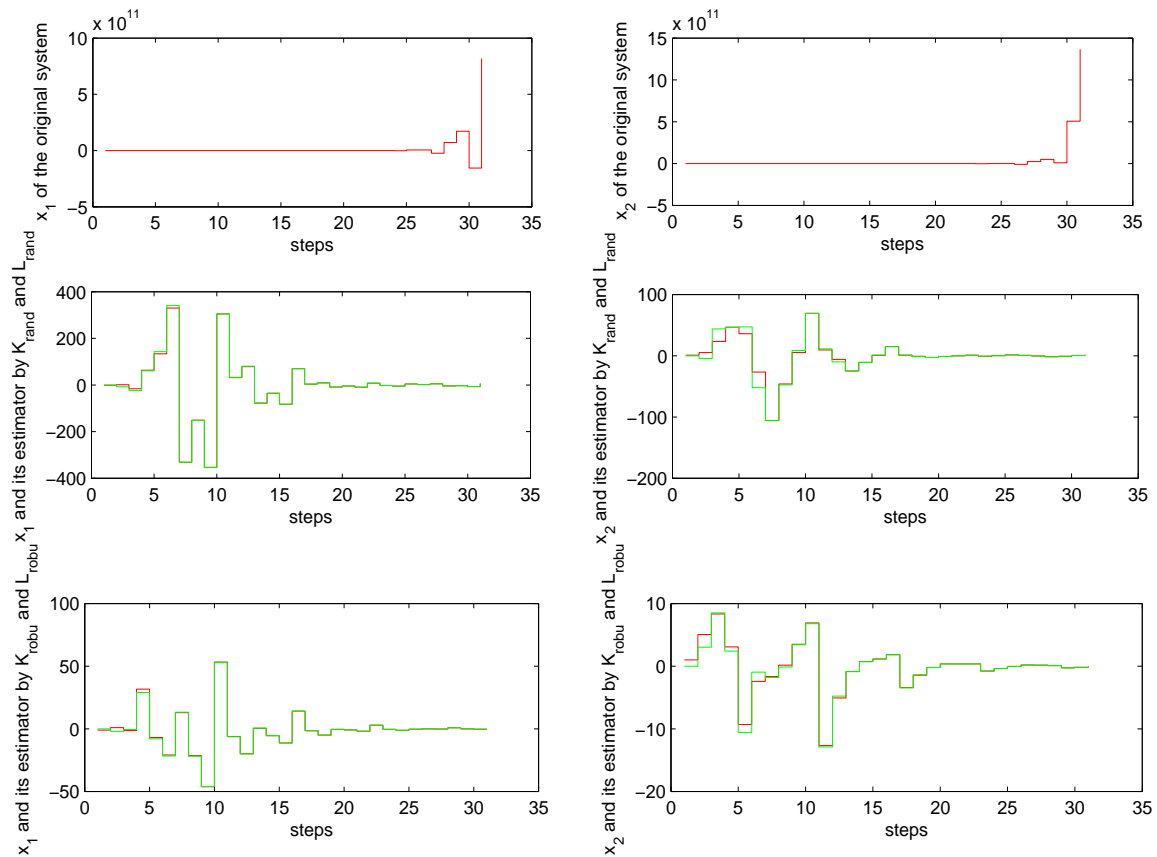 x 10^11
10
5
0
−5
0 5 10 15 20 25 30 35
steps
x_1 of the original system
x 10^11
15
10
5
0
−5
0 5 10 15 20 25 30 35
steps
x_2 of the original system
400
200
0
−200
−400
0 5 10 15 20 25 30 35
steps
x_1 and its estimator by K_rand and L_rand
100
0
−100
−200
0 5 10 15 20 25 30 35
steps
x_2 and its estimator by K_rand and L_rand
100
50
0
−50
0 5 10 15 20 25 30 35
steps
x_1 and its estimator by K_robu and L_robu
10
0
−10
−20
0 5 10 15 20 25 30 35
steps
x_2 and its estimator by K_robu and L_robu